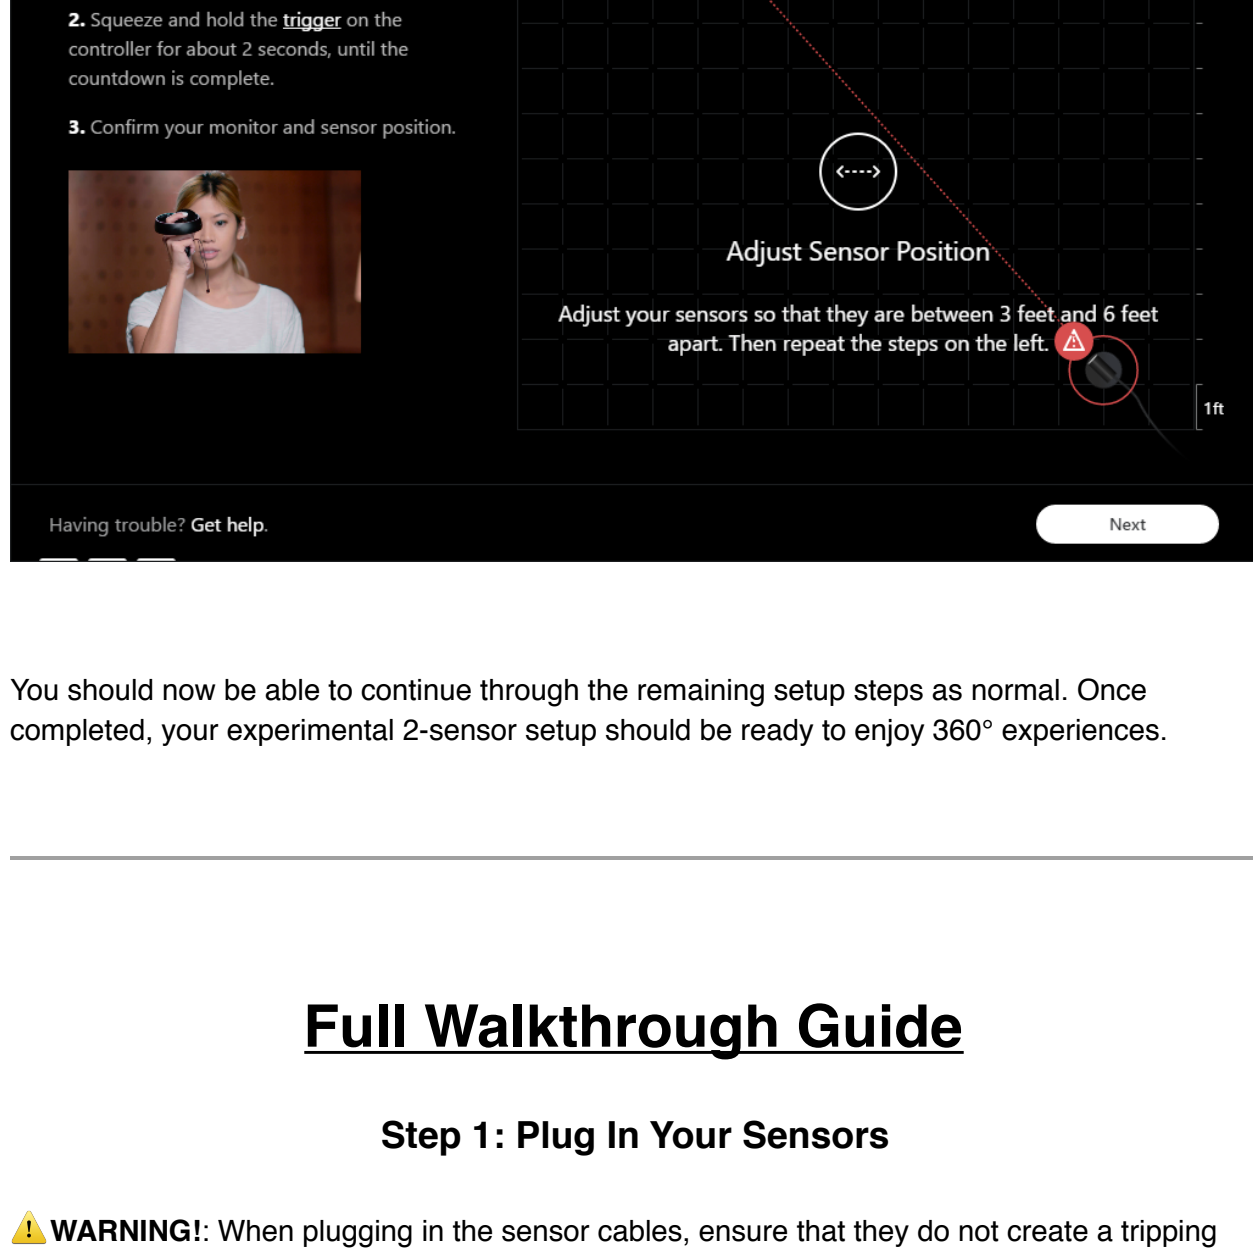 2. Squeeze and hold the trigger on the
controller for about 2 seconds, until the
countdown is complete.
3. Confirm your monitor and sensor position.
Adjust Sensor Position
Adjust your sensors so that they are between 3 feet and 6 feet
apart. Then repeat the steps on the left.
1ft
Having trouble? Get help.
Next
You should now be able to continue through the remaining setup steps as normal. Once
completed, your experimental 2-sensor setup should be ready to enjoy 360° experiences.
Full Walkthrough Guide
Step 1: Plug In Your Sensors
⚠️WARNING!: When plugging in the sensor cables, ensure that they do not create a tripping